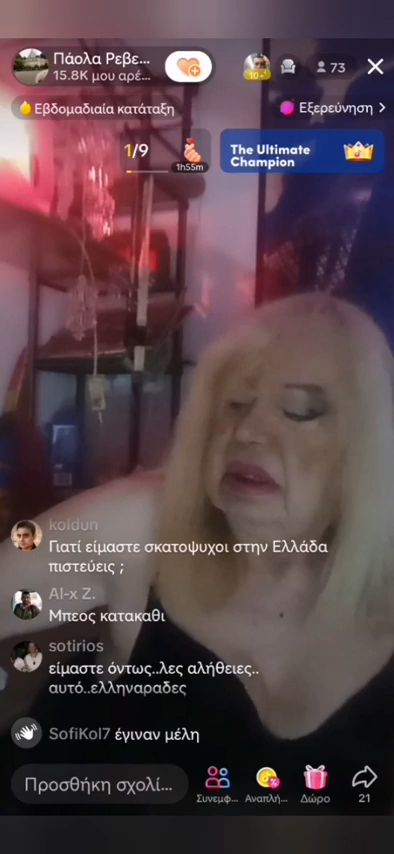 Πάολα Ρεβε...
15.8K μου αρέ...
10+
73
Εβδομαδιαία κατάταξη
Εξερεύνηση >
1/9
1h55m
The Ultimate
Champion
koldun
Γιατί είμαστε σκατοψυχοι στην Ελλάδα
πιστεύεις ;
Al-x Z.
Μπεος κατακαθι
sotirios
είμαστε όντως..λες αλήθειες..
αυτό..ελληναραδες
SofiKol7 έγιναν μέλη
Προσθήκη σχολί...
Συνεμφ...
Αναπλή...
Δώρο
21